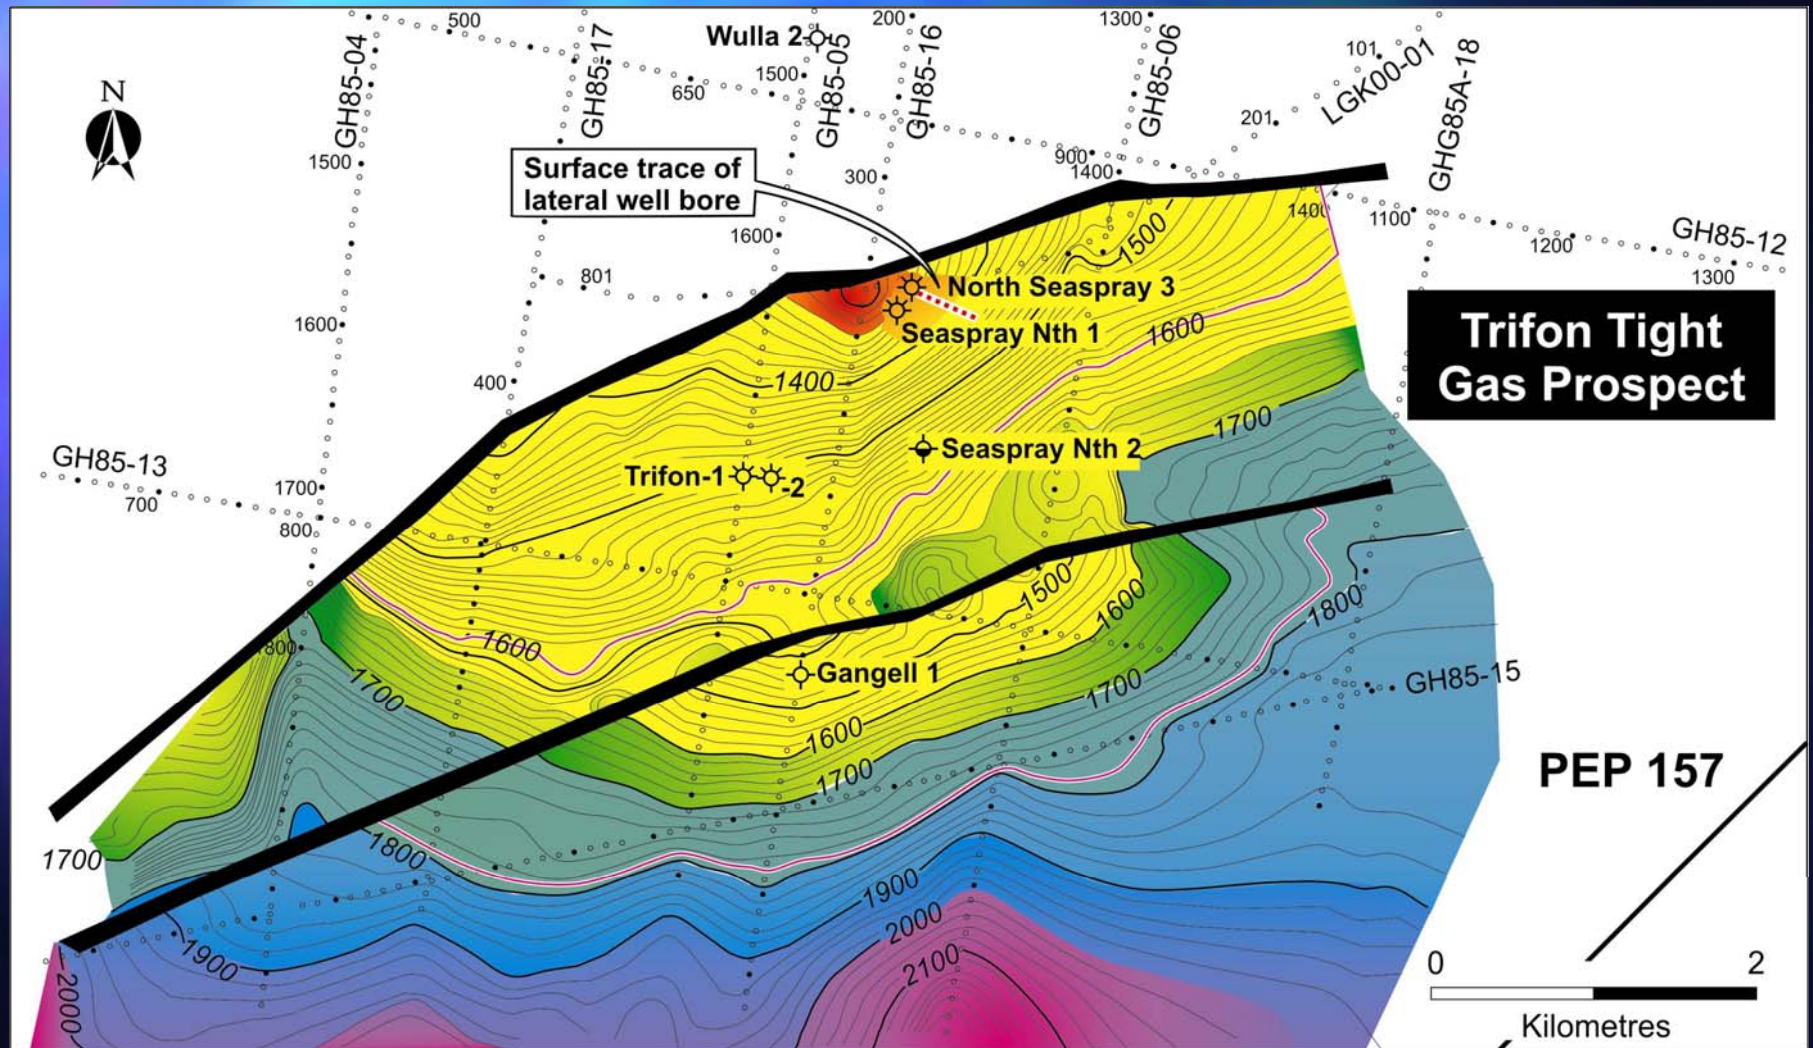 500
200
1300
Wulla 2
GH85-04
GH85-17
GH85-05
GH85-16
GH85-06
101
LGK00-01
GHG85A-18
N
1500
650
201
1500
Surface trace of
lateral well bore
300
900
1400
1400
1100
1200
GH85-12
1300
1600
1500
801
North Seaspray 3
Seaspray Nth 1
1600
1600
Trifon Tight
Gas Prospect
400
1400
1700
GH85-13
700
1700
800
Trifon-1
-2
Seaspray Nth 2
1500
1600
1800
1800
1600
1700
Gangell 1
1700
GH85-15
1600
1700
PEP 157
1700
1800
1900
1900
2000
2100
2000
0
2
Kilometres